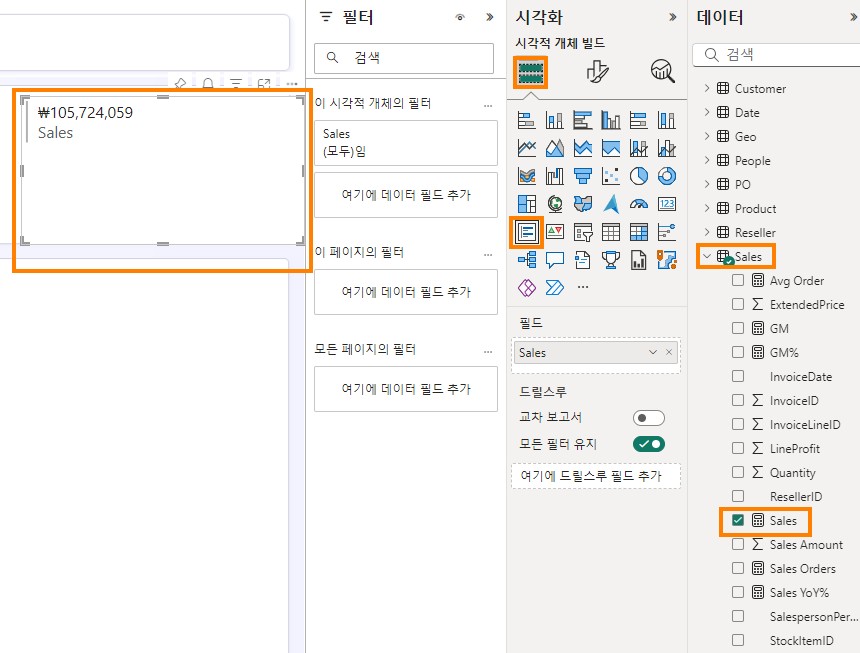 ₩105,724,059
Sales
필터
검색
이 시각적 개체의 필터
...
Sales
(모두)임
여기에 데이터 필드 추가
이 페이지의 필터
...
여기에 데이터 필드 추가
모든 페이지의 필터
...
여기에 데이터 필드 추가
시각화
시각적 개체 빌드
123
...
필드
Sales
드릴스루
교차 보고서
모든 필터 유지
여기에 드릴스루 필드 추가
데이터
검색
Customer
Date
Geo
People
PO
Product
Reseller
Sales
Avg Order
ExtendedPrice
GM
GM%
InvoiceDate
InvoiceID
InvoiceLineID
LineProfit
Quantity
ResellerID
Sales
Sales Amount
Sales Orders
Sales YoY%
SalespersonPer...
StockItemID